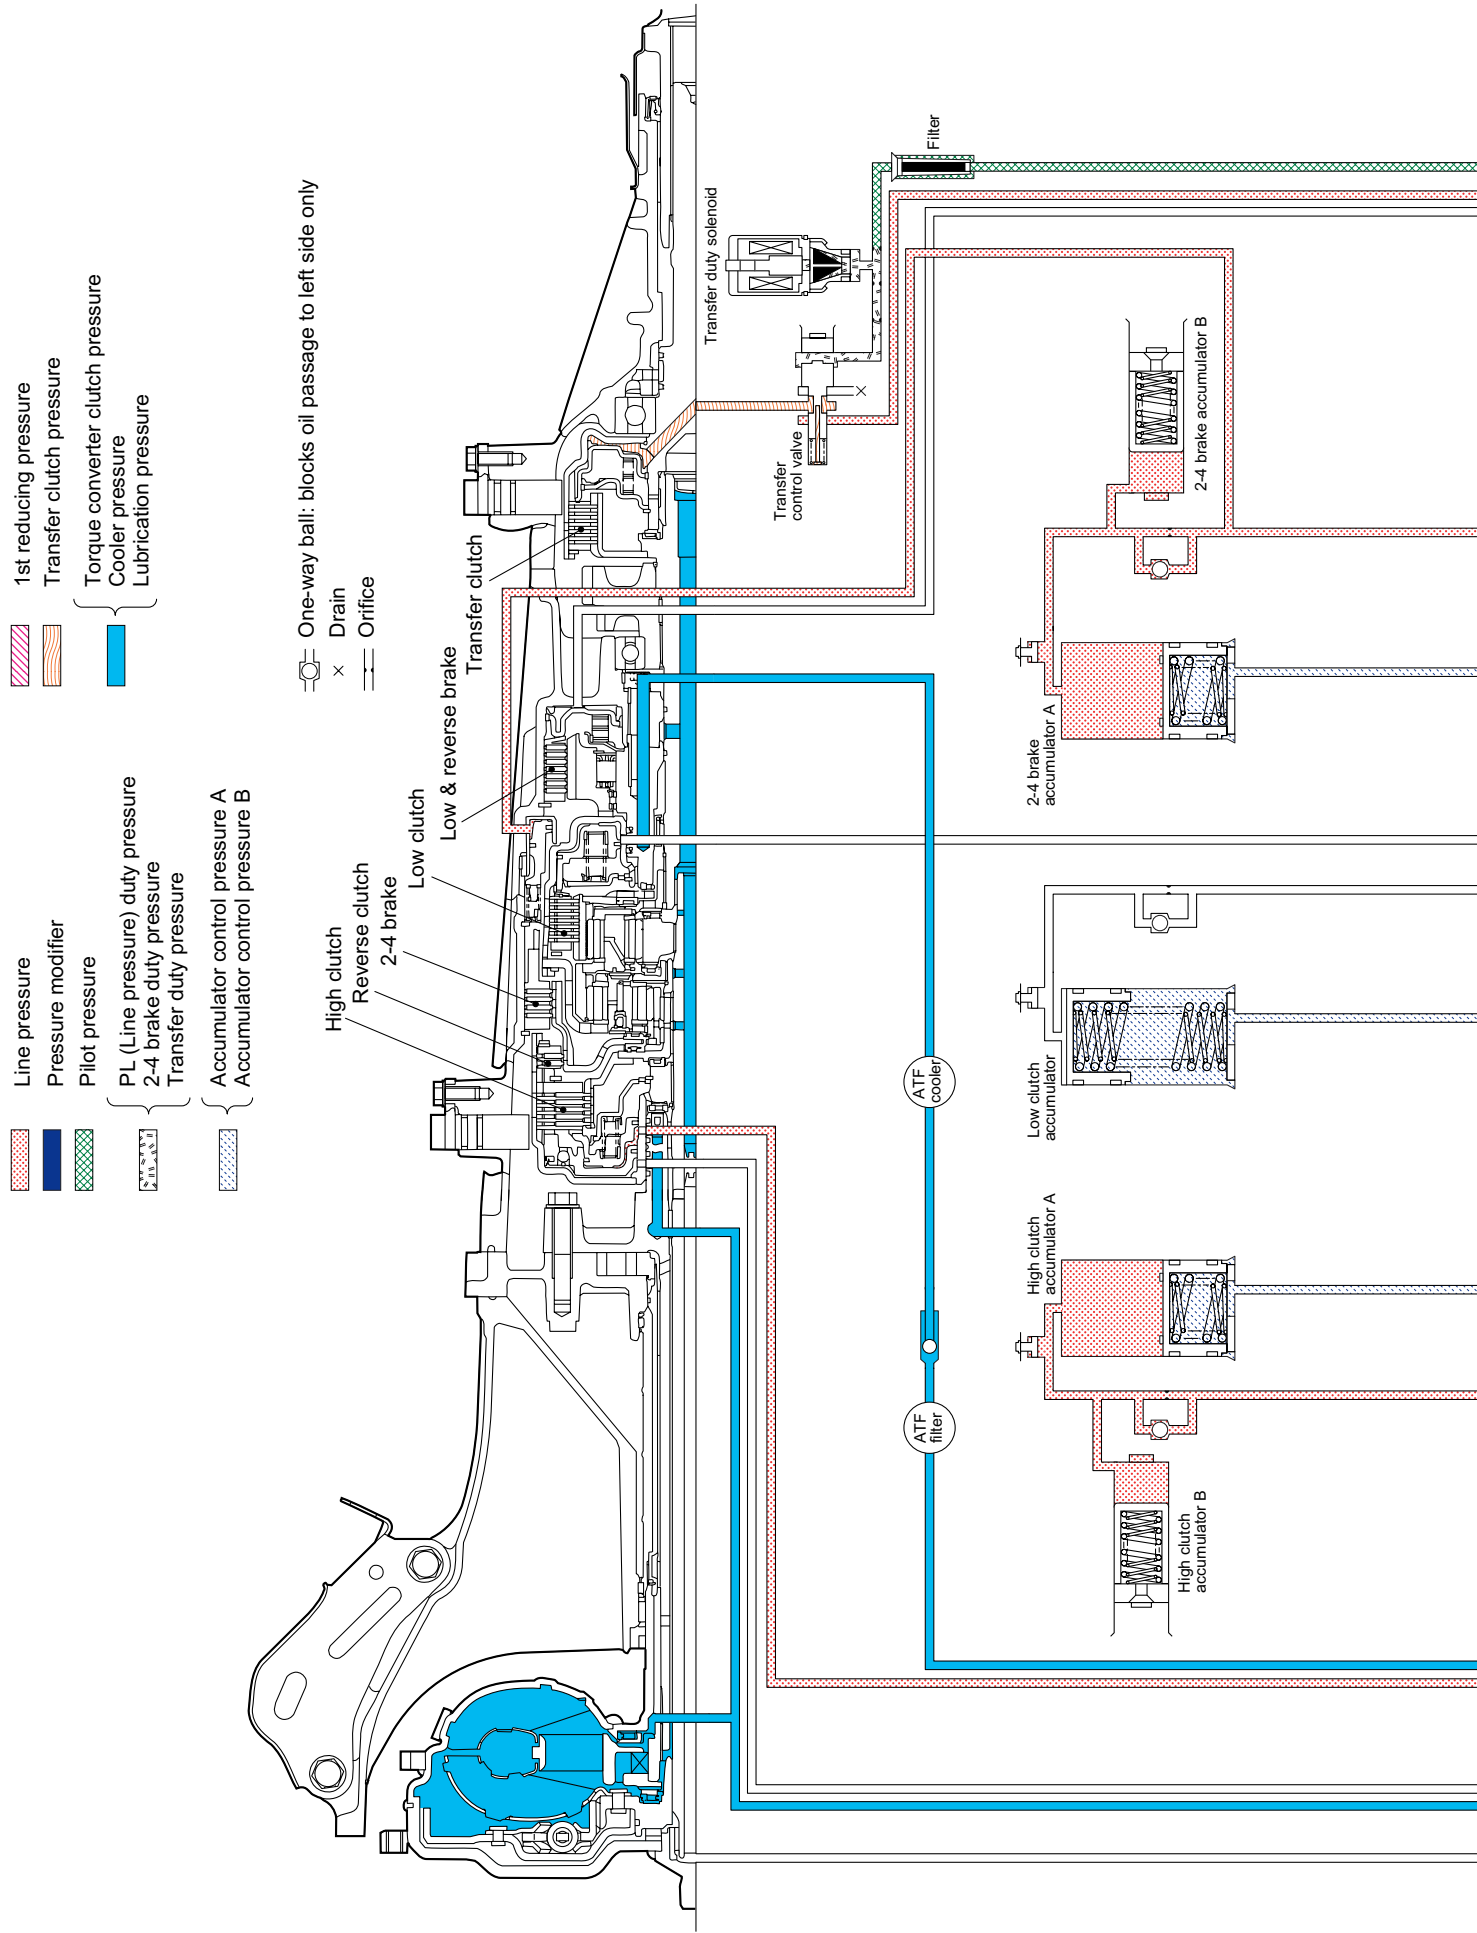 Line pressure
Pressure modifier
Pilot pressure
PL (Line pressure) duty pressure
2-4 brake duty pressure
Transfer duty pressure
Accumulator control pressure A
Accumulator control pressure B
1st reducing pressure
Transfer clutch pressure
Torque converter clutch pressure
Cooler pressure
Lubrication pressure
One-way ball: blocks oil passage to left side only
Drain
Orifice
High clutch
Reverse clutch
2-4 brake
Low clutch
Low & reverse brake
Transfer clutch
Transfer duty solenoid
Filter
Transfer
control valve
ATF
filter
ATF
cooler
High clutch
accumulator B
High clutch
accumulator A
Low clutch
accumulator
2-4 brake
accumulator A
2-4 brake accumulator B